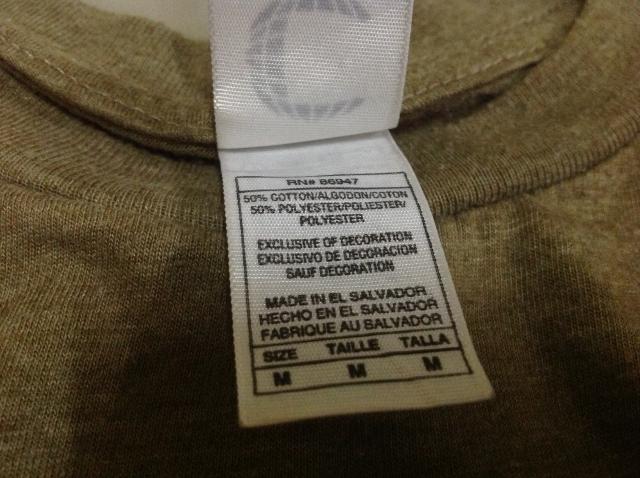 RN# 86947
50% COTTON/ALGODON/COTON
50% POLYESTER/POLIESTER/
POLYESTER
EXCLUSIVE OF DECORATION
EXCLUSIVO DE DECORACION
SAUF DECORATION
MADE IN EL SALVADOR
HECHO EN EL SALVADOR
FABRIQUE AU SALVADOR
SIZE TAILLE TALLA
M M M